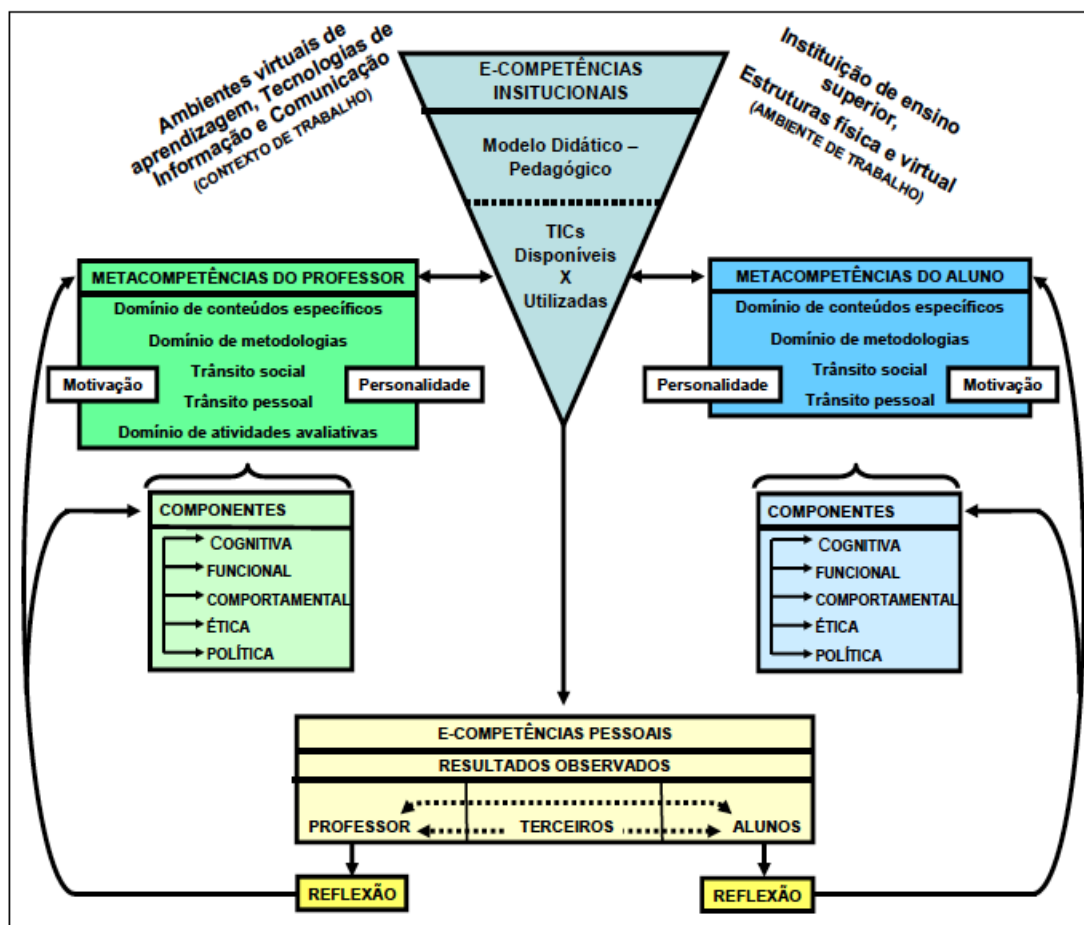 Ambientes virtuais de
aprendizagem, Tecnologias de
Informação e Comunicação
(CONTEXTO DE TRABALHO)
E-COMPETÊNCIAS
INSITUCIONAIS
Modelo Didático –
Pedagógico
TICs
Disponíveis
X
Utilizadas
Instituição de ensino
superior,
Estruturas física e virtual
(AMBIENTE DE TRABALHO)
METACOMPETÊNCIAS DO PROFESSOR
Domínio de conteúdos específicos
Domínio de metodologias
Trânsito social
Motivação
Personalidade
Trânsito pessoal
Domínio de atividades avaliativas
METACOMPETÊNCIAS DO ALUNO
Domínio de conteúdos específicos
Domínio de metodologias
Trânsito social
Personalidade
Motivação
Trânsito pessoal
COMPONENTES
COGNITIVA
FUNCIONAL
COMPORTAMENTAL
ÉTICA
POLÍTICA
COMPONENTES
COGNITIVA
FUNCIONAL
COMPORTAMENTAL
ÉTICA
POLÍTICA
E-COMPETÊNCIAS PESSOAIS
RESULTADOS OBSERVADOS
PROFESSOR
TERCEIROS
ALUNOS
REFLEXÃO
REFLEXÃO